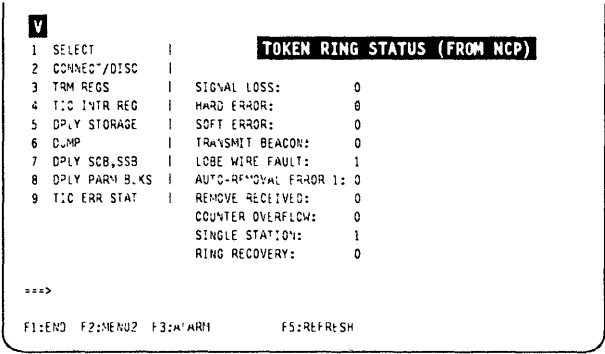 V
TOKEN RING STATUS (FROM NCP)
1 SELECT |
2 CONNECT/DISC |
3 TRM REGS | SIGNAL LOSS: 0
4 TIC INTR REG | HARD ERROR: 0
5 DPLY STORAGE | SOFT ERROR: 0
6 DUMP | TRANSMIT BEACON: 0
7 DPLY SCB,SSB | LOBE WIRE FAULT: 1
8 DPLY PARM BLKS | AUTO-REMOVAL ERROR 1: 0
9 TIC ERR STAT | REMOVE RECEIVED: 0
COUNTER OVERFLOW: 0
SINGLE STATION: 1
RING RECOVERY: 0
===>
F1:END F2:MENU2 F3:ALARM F5:REFRESH